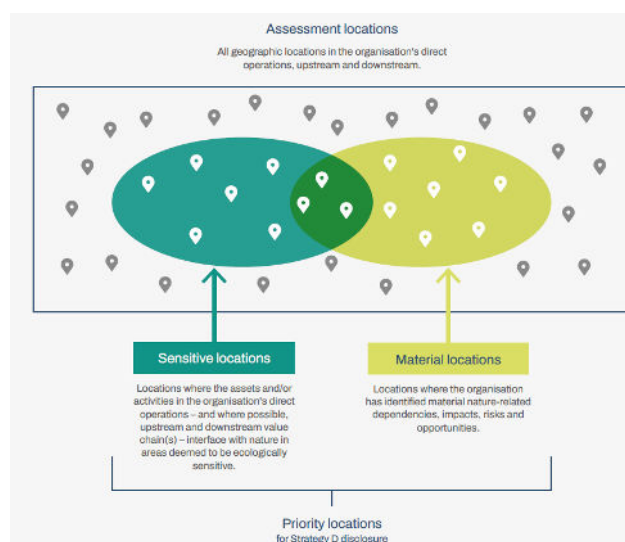 Assessment locations
All geographic locations in the organisation's direct
operations, upstream and downstream.
Sensitive locations
Locations where the assets and/or
activities in the organisation's direct
operations – and where possible,
upstream and downstream value
chain(s) – interface with nature in
areas deemed to be ecologically
sensitive.
Material locations
Locations where the organisation
has identified material nature-related
dependencies, impacts, risks and
opportunities.
Priority locations
for Strategy D disclosure